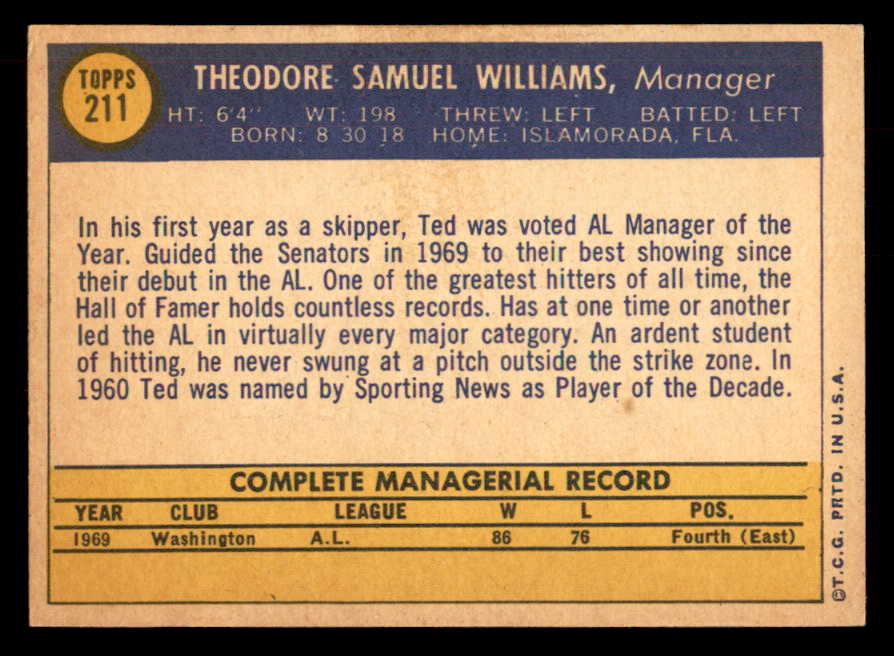 TOPPS
211
THEODORE SAMUEL WILLIAMS, Manager
HT: 6'4" WT: 198 THREW: LEFT BATTED: LEFT
BORN: 8 30 18 HOME: ISLAMORADA, FLA.
In his first year as a skipper, Ted was voted AL Manager of the
Year. Guided the Senators in 1969 to their best showing since
their debut in the AL. One of the greatest hitters of all time, the
Hall of Famer holds countless records. Has at one time or another
led the AL in virtually every major category. An ardent student
of hitting, he never swung at a pitch outside the strike zone. In
1960 Ted was named by Sporting News as Player of the Decade.
COMPLETE MANAGERIAL RECORD
YEAR CLUB LEAGUE W L POS.
1969 Washington A.L. 86 76 Fourth (East)
©T.C.G. PRTD. IN U.S.A.